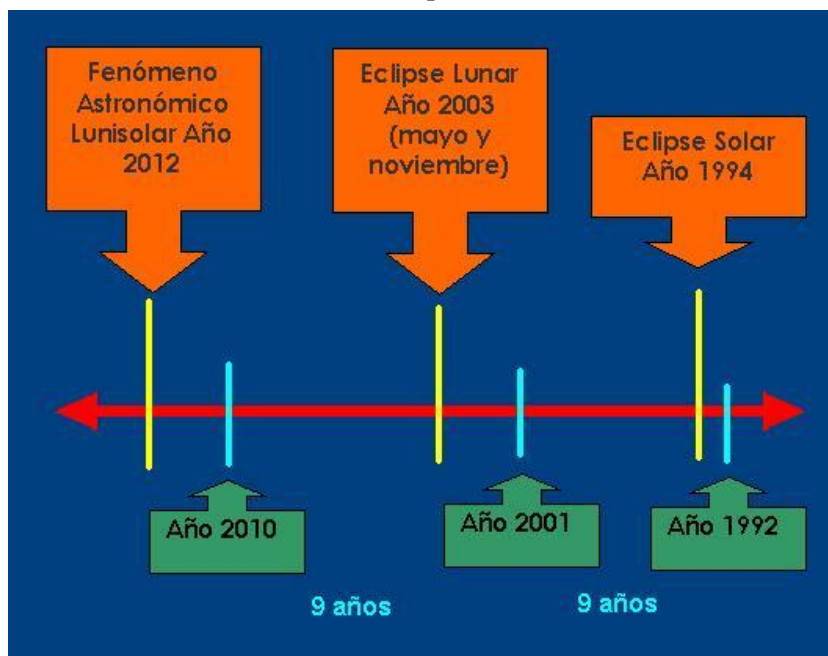 Fenómeno
Astronómico
Lunisolar Año
2012
Eclipse Lunar
Año 2003
(mayo y
noviembre)
Eclipse Solar
Año 1994
Año 2010
Año 2001
Año 1992
9 años
9 años